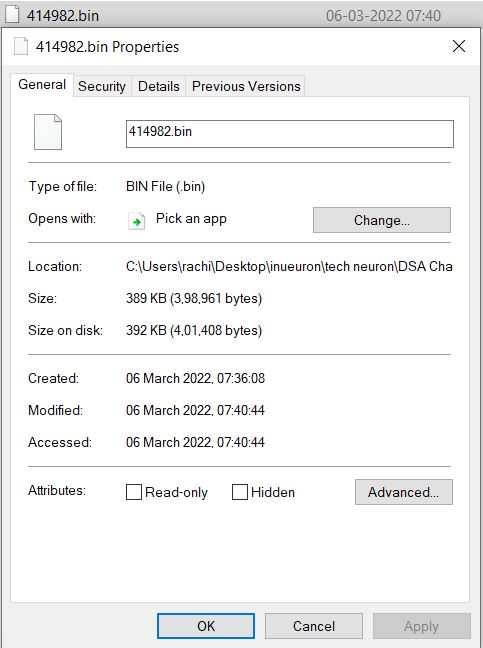 414982.bin 06-03-2022 07:40
414982.bin Properties
General Security Details Previous Versions
414982.bin
Type of file: BIN File (.bin)
Opens with: Pick an app Change...
Location: C:\Users\rachi\Desktop\inueuron\tech neuron\DSA Cha
Size: 389 KB (3,98,961 bytes)
Size on disk: 392 KB (4,01,408 bytes)
Created: 06 March 2022, 07:36:08
Modified: 06 March 2022, 07:40:44
Accessed: 06 March 2022, 07:40:44
Attributes: Read-only Hidden Advanced...
OK Cancel Apply